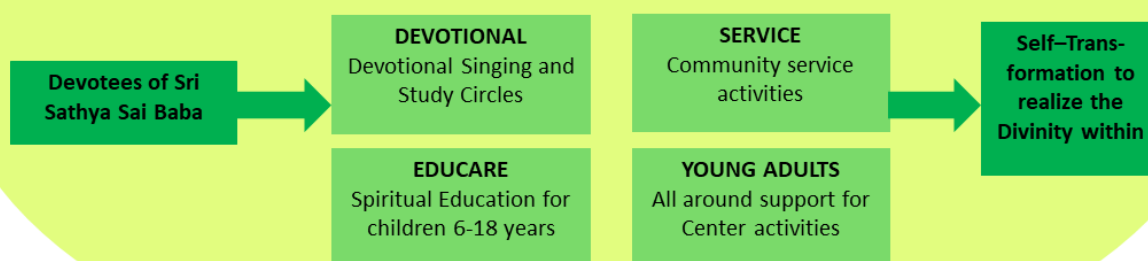 Devotees of Sri
Sathya Sai Baba
DEVOTIONAL
Devotional Singing and
Study Circles
EDUCARE
Spiritual Education for
children 6-18 years
SERVICE
Community service
activities
YOUNG ADULTS
All around support for
Center activities
Self–Trans-
formation to
realize the
Divinity within